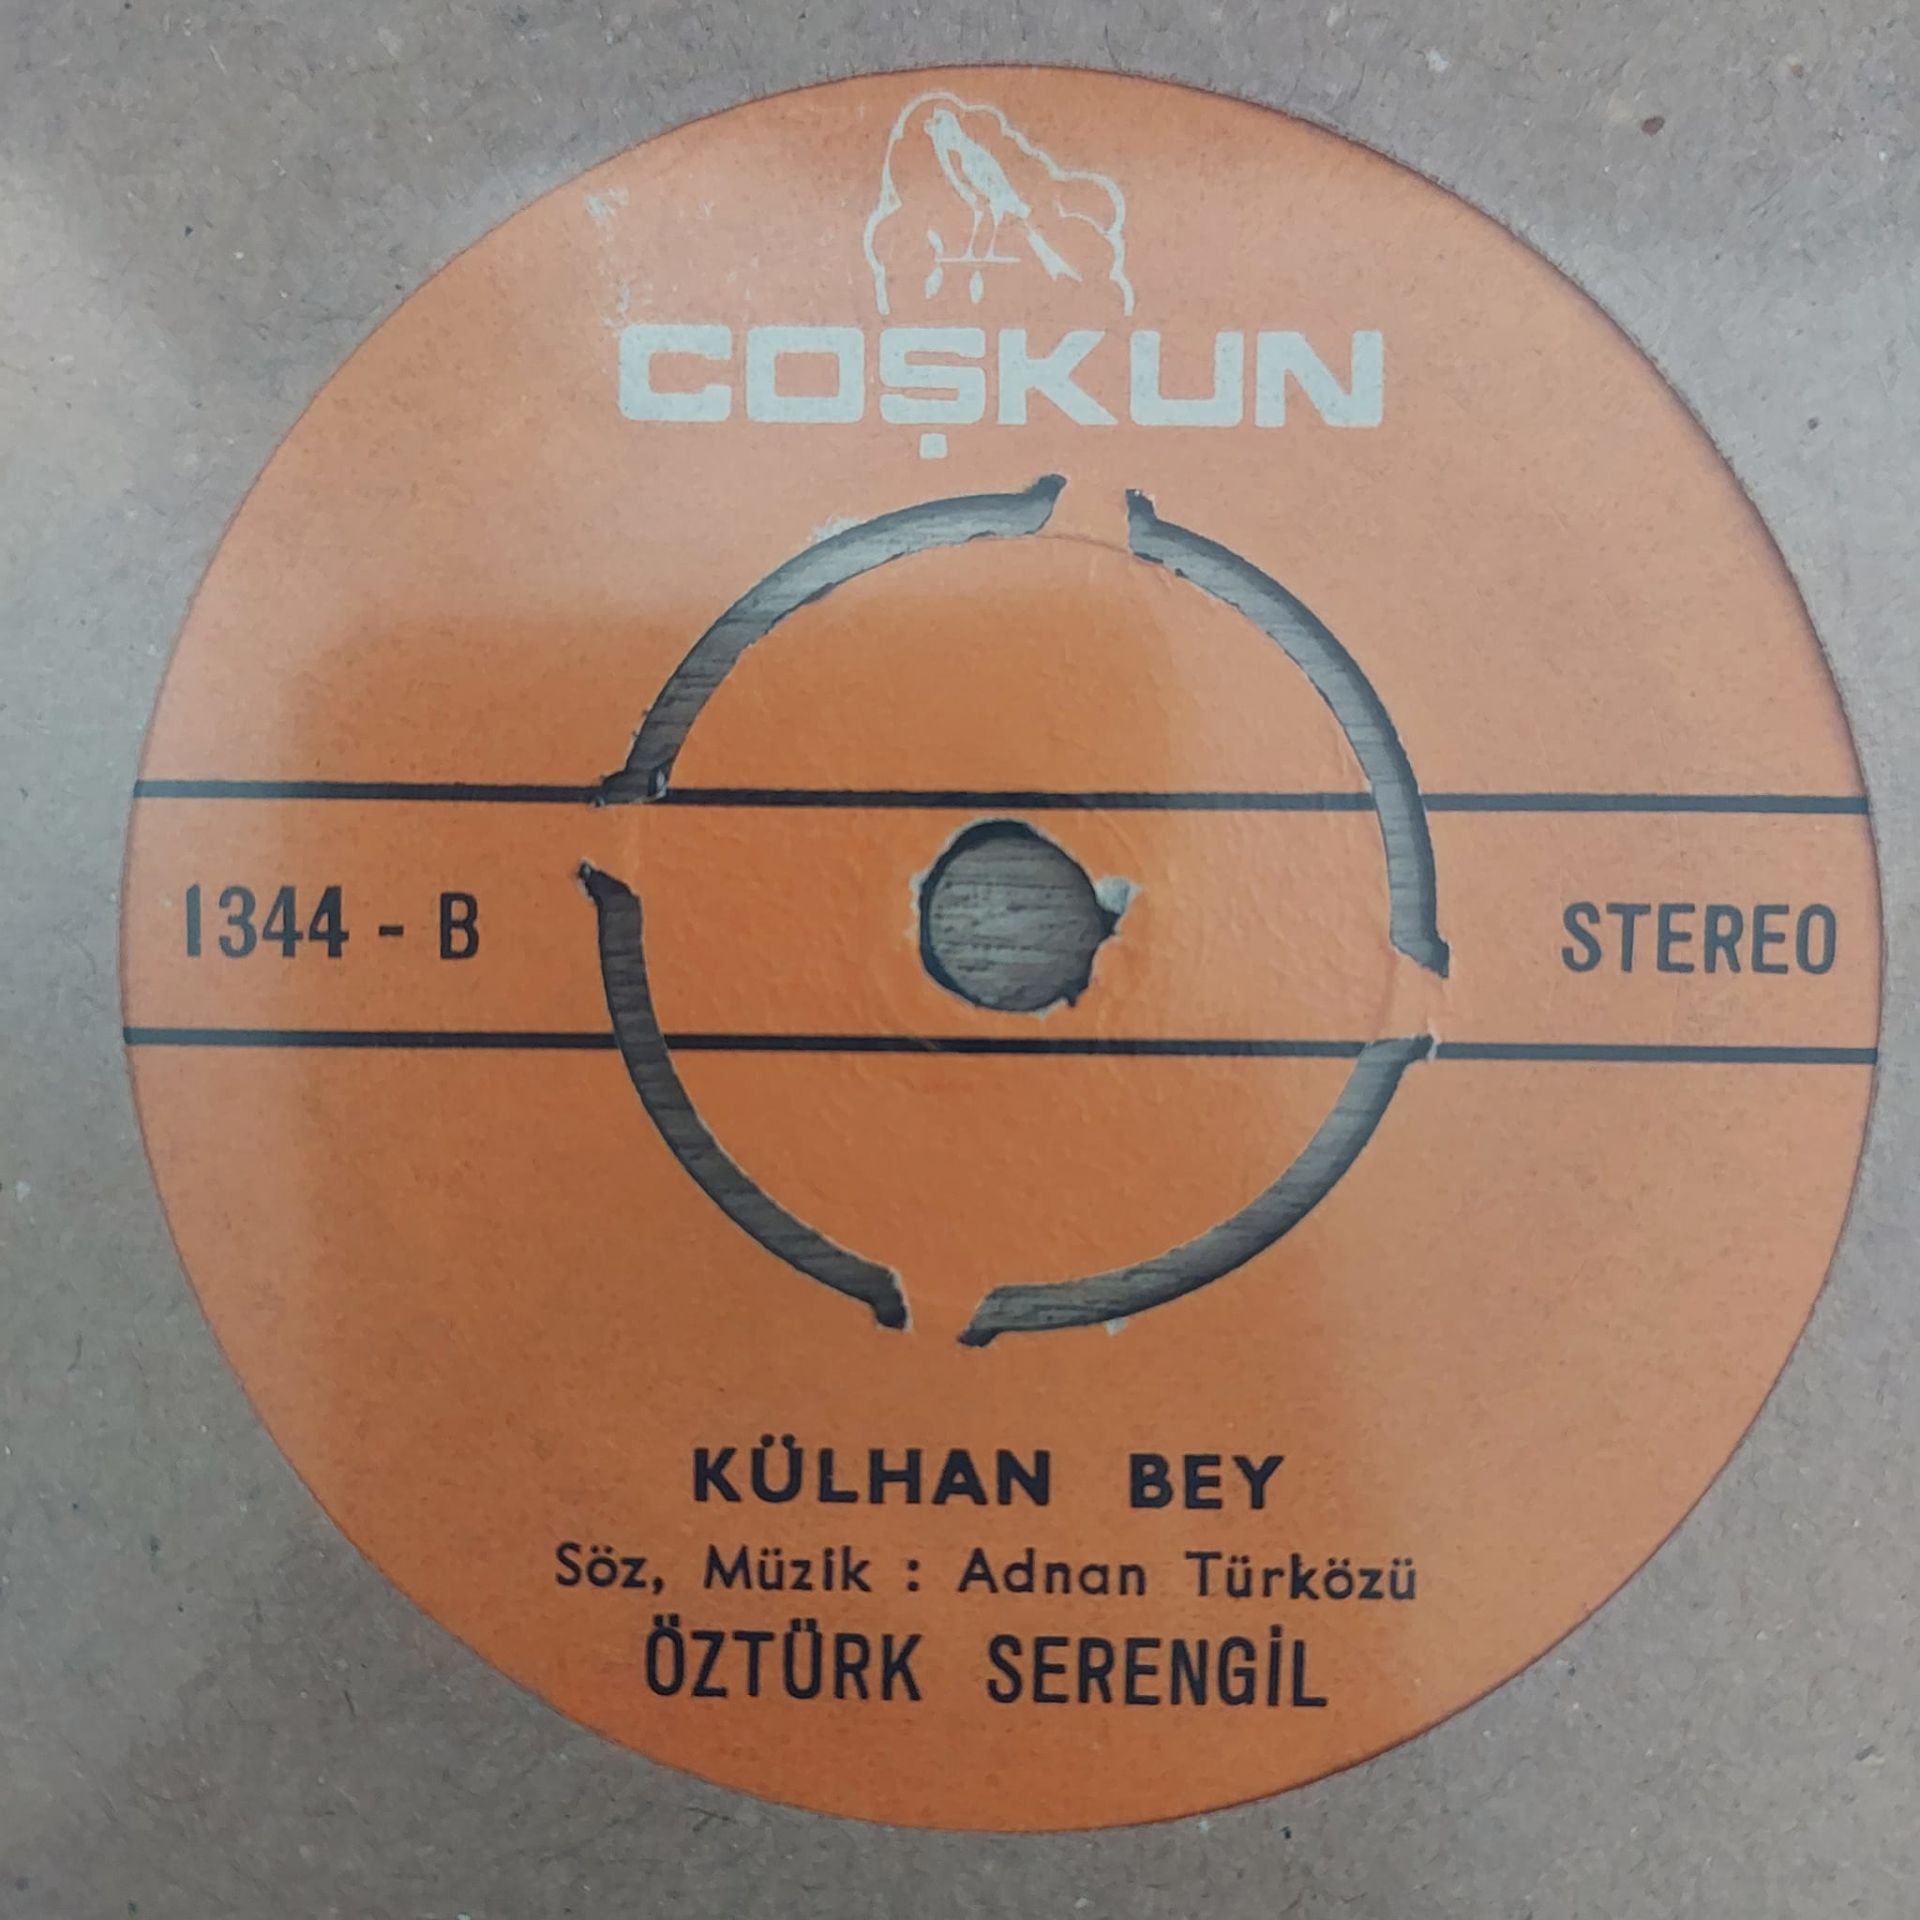 COŞKUN
1344 - B
STEREO
KÜLHAN BEY
Söz, Müzik : Adnan Türközü
ÖZTÜRK SERENGİL